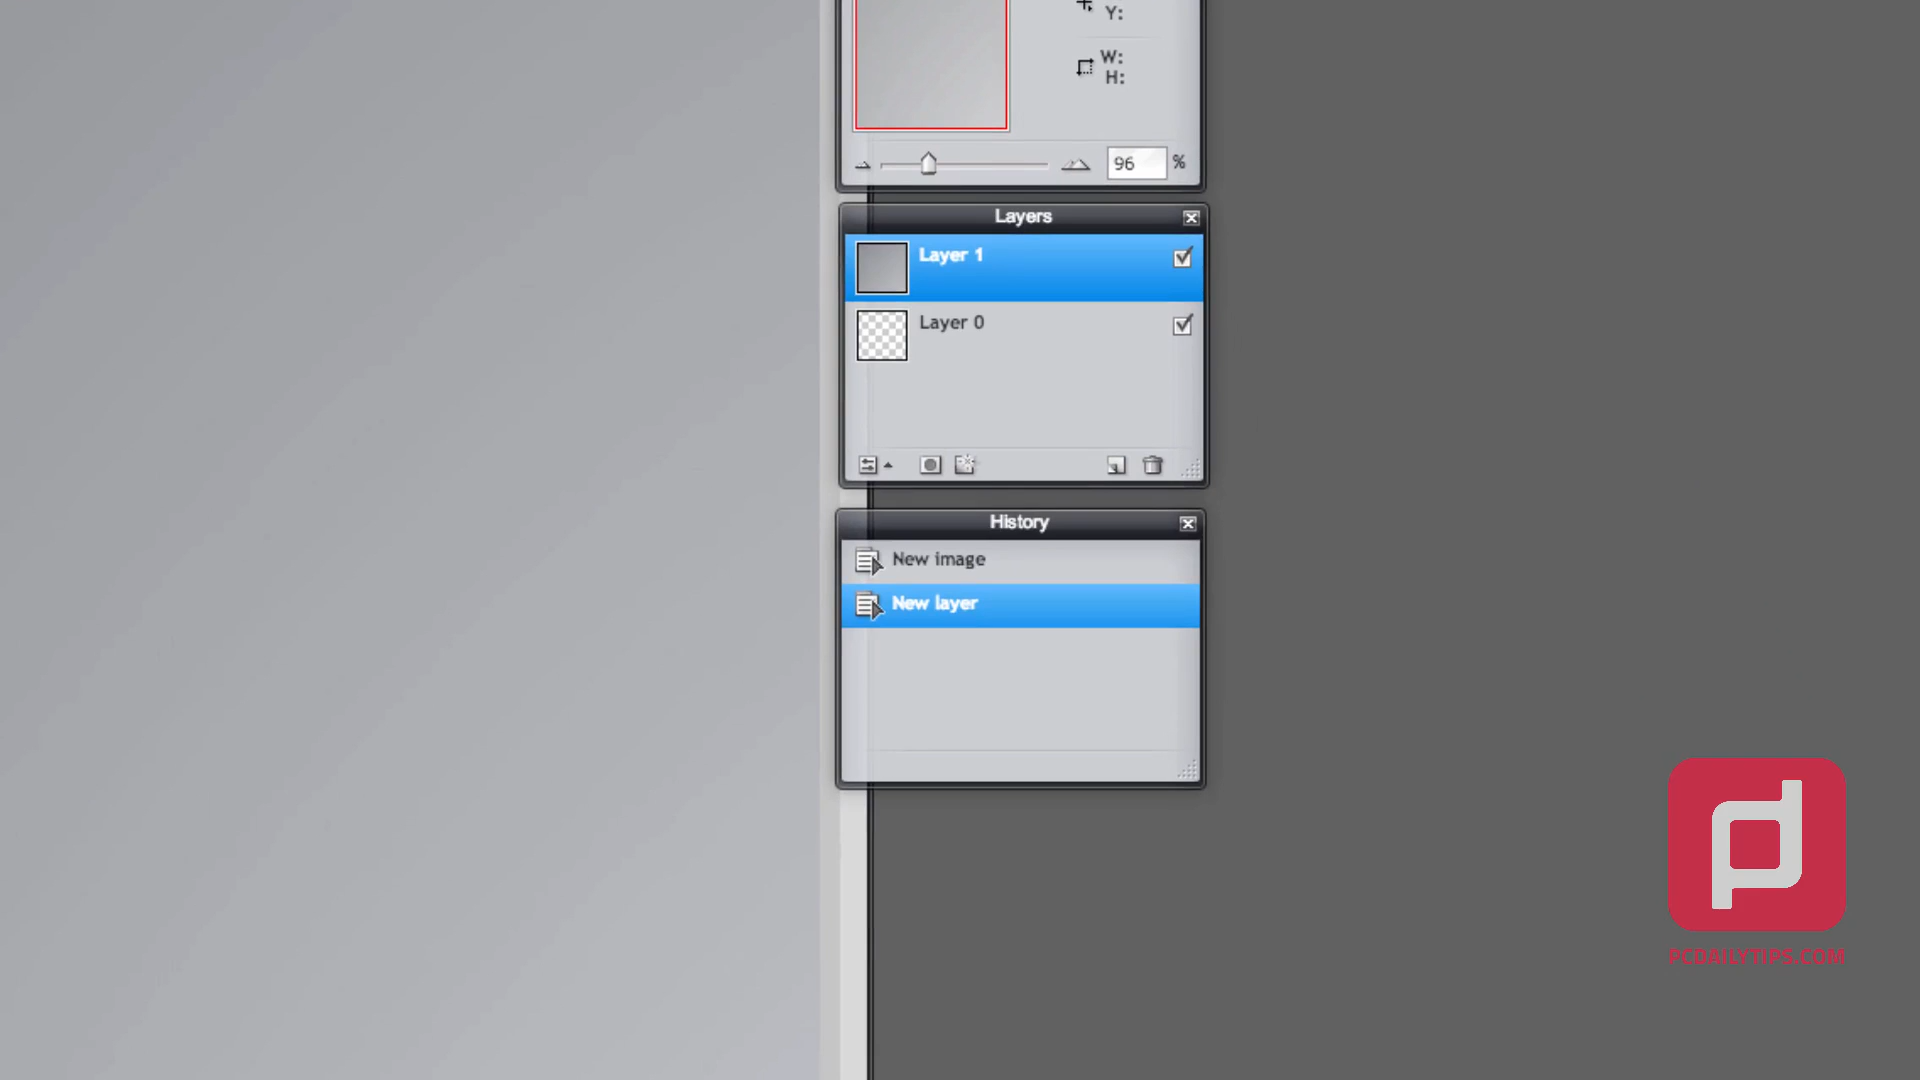 Y:
W:
H:
96 %
Layers
Layer 1
Layer 0
History
New image
New layer
PCDAILYTIPS.COM